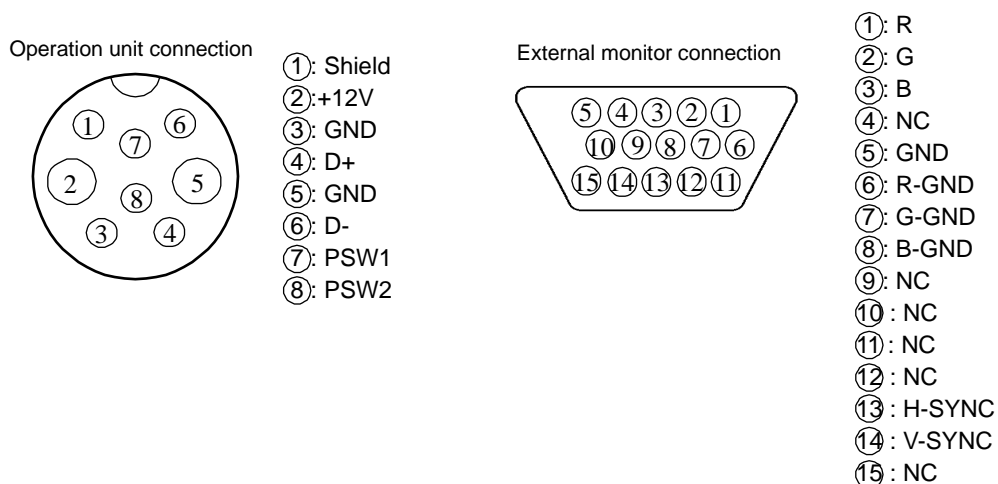 Operation unit connection
1 6
7
2 5
8
3 4
①: Shield
②:+12V
③: GND
④: D+
⑤: GND
⑥: D-
⑦: PSW1
⑧: PSW2
External monitor connection
5 4 3 2 1
10 9 8 7 6
15 14 13 12 11
①: R
②: G
③: B
④: NC
⑤: GND
⑥: R-GND
⑦: G-GND
⑧: B-GND
⑨: NC
⑩ : NC
⑪ : NC
⑫ : NC
⑬ : H-SYNC
⑭ : V-SYNC
⑮ : NC